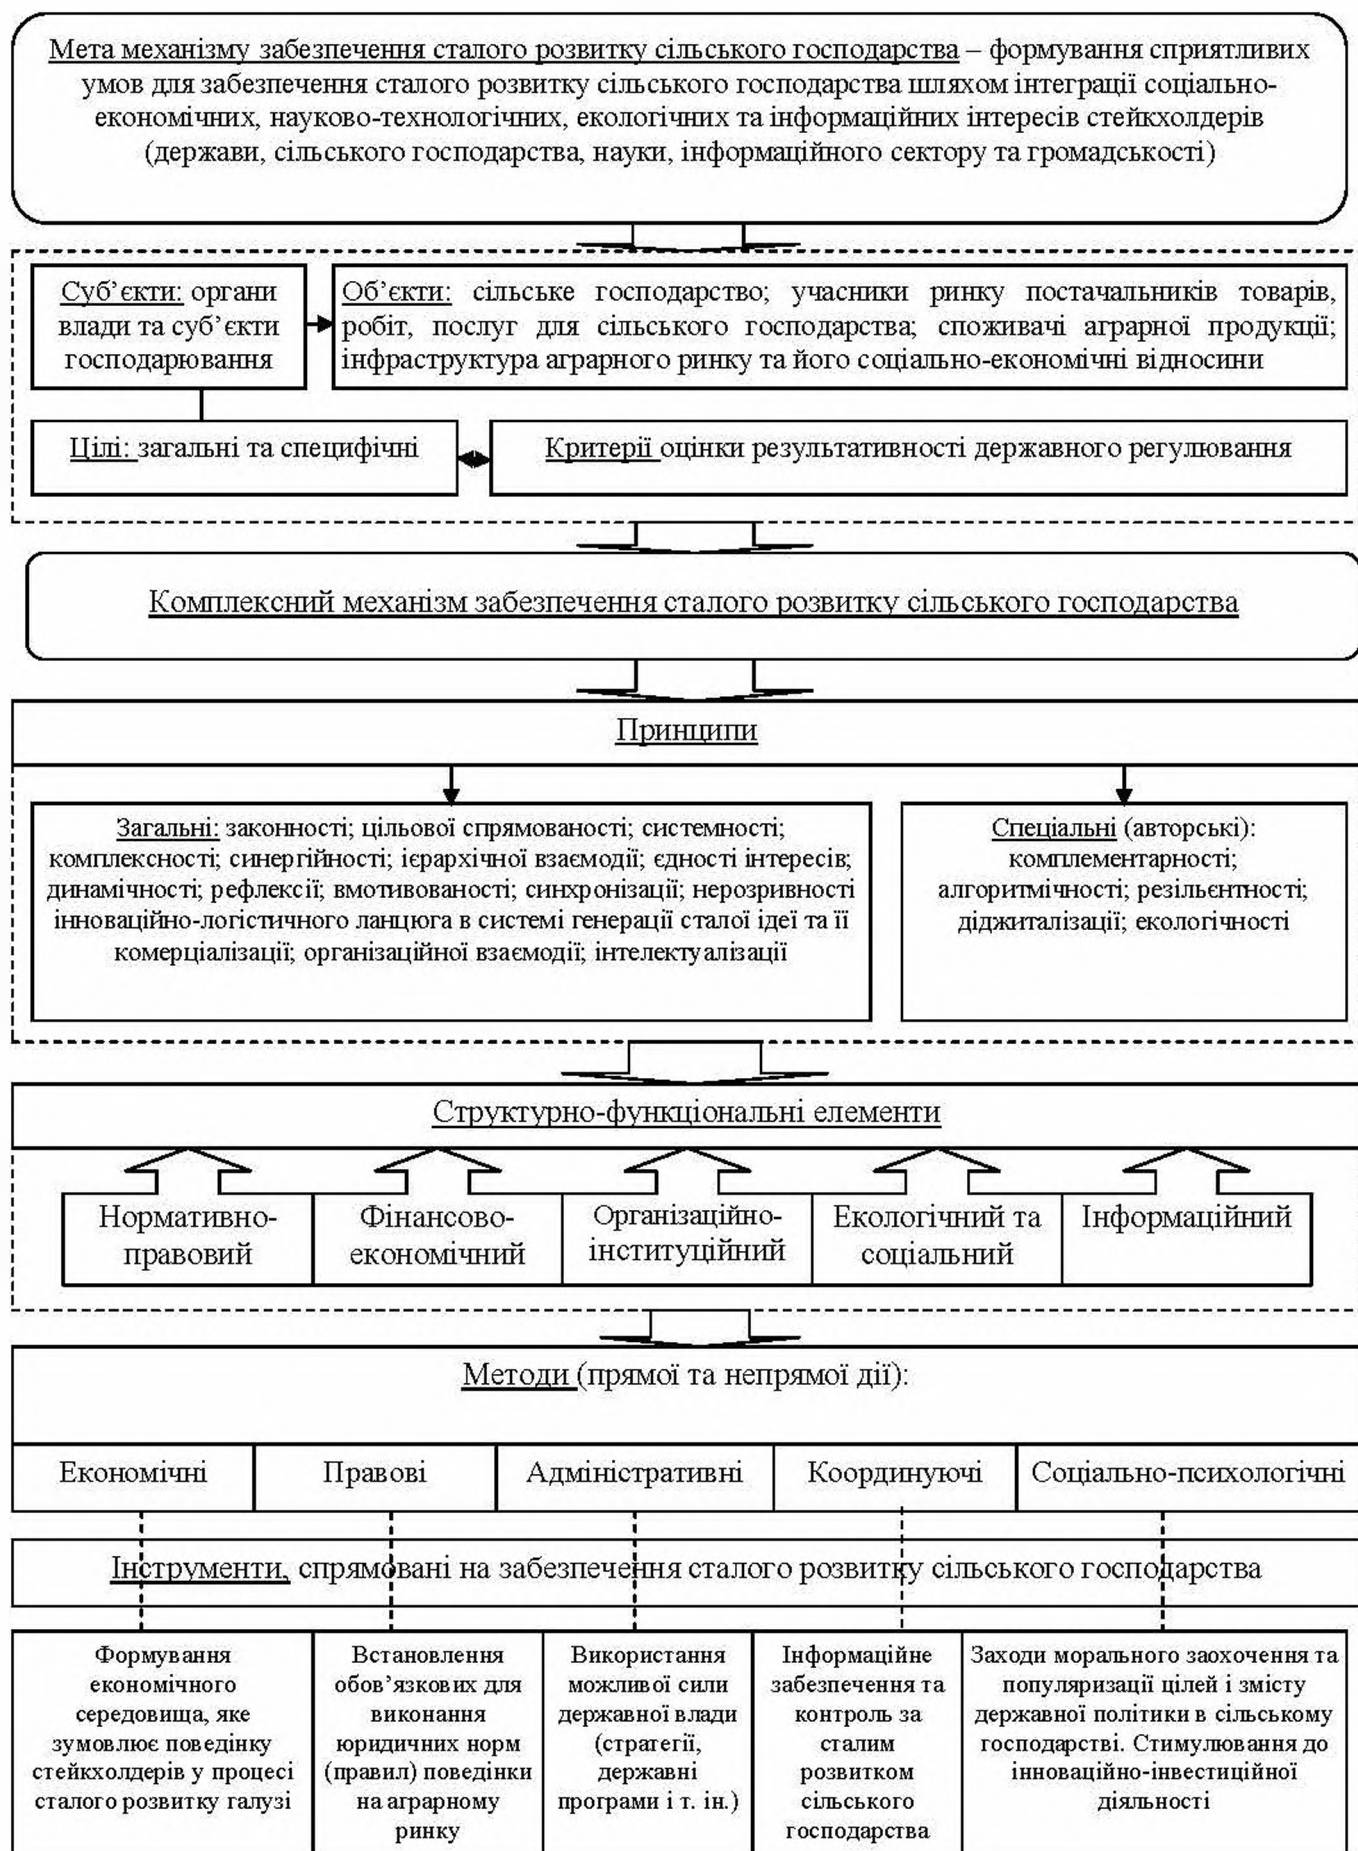 Мета механізму забезпечення сталого розвитку сільського господарства – формування сприятливих
умов для забезпечення сталого розвитку сільського господарства шляхом інтеграції соціально-
економічних, науково-технологічних, екологічних та інформаційних інтересів стейкхолдерів
(держави, сільського господарства, науки, інформаційного сектору та громадськості)
Суб’єкти: органи
влади та суб’єкти
господарювання
Об’єкти: сільське господарство; учасники ринку постачальників товарів,
робіт, послуг для сільського господарства; споживачі аграрної продукції;
інфраструктура аграрного ринку та його соціально-економічні відносини
Цілі: загальні та специфічні
Критерії оцінки результативності державного регулювання
Комплексний механізм забезпечення сталого розвитку сільського господарства
Принципи
Загальні: законності; цільової спрямованості; системності;
комплексності; синергійності; ієрархічної взаємодії; єдності інтересів;
динамічності; рефлексії; вмотивованості; синхронізації; нерозривності
інноваційно-логістичного ланцюга в системі генерації сталої ідеї та її
комерціалізації; організаційної взаємодії; інтелектуалізації
Спеціальні (авторські):
комплементарності;
алгоритмічності; резільєнтності;
діджиталізації; екологічності
Структурно-функціональні елементи
Нормативно-
правовий
Фінансово-
економічний
Організаційно-
інституційний
Екологічний та
соціальний
Інформаційний
Методи (прямої та непрямої дії):
Економічні
Правові
Адміністративні
Координуючі
Соціально-психологічні
Інструменти, спрямовані на забезпечення сталого розвитку сільського господарства
Формування
економічного
середовища, яке
зумовлює поведінку
стейкхолдерів у процесі
сталого розвитку галузі
Встановлення
обов’язкових для
виконання
юридичних норм
(правил) поведінки
на аграрному
ринку
Використання
можливої сили
державної влади
(стратегії,
державні
програми і т. ін.)
Інформаційне
забезпечення та
контроль за
сталим
розвитком
сільського
господарства
Заходи морального заохочення та
популяризації цілей і змісту
державної політики в сільському
господарстві. Стимулювання до
інноваційно-інвестиційної
діяльності